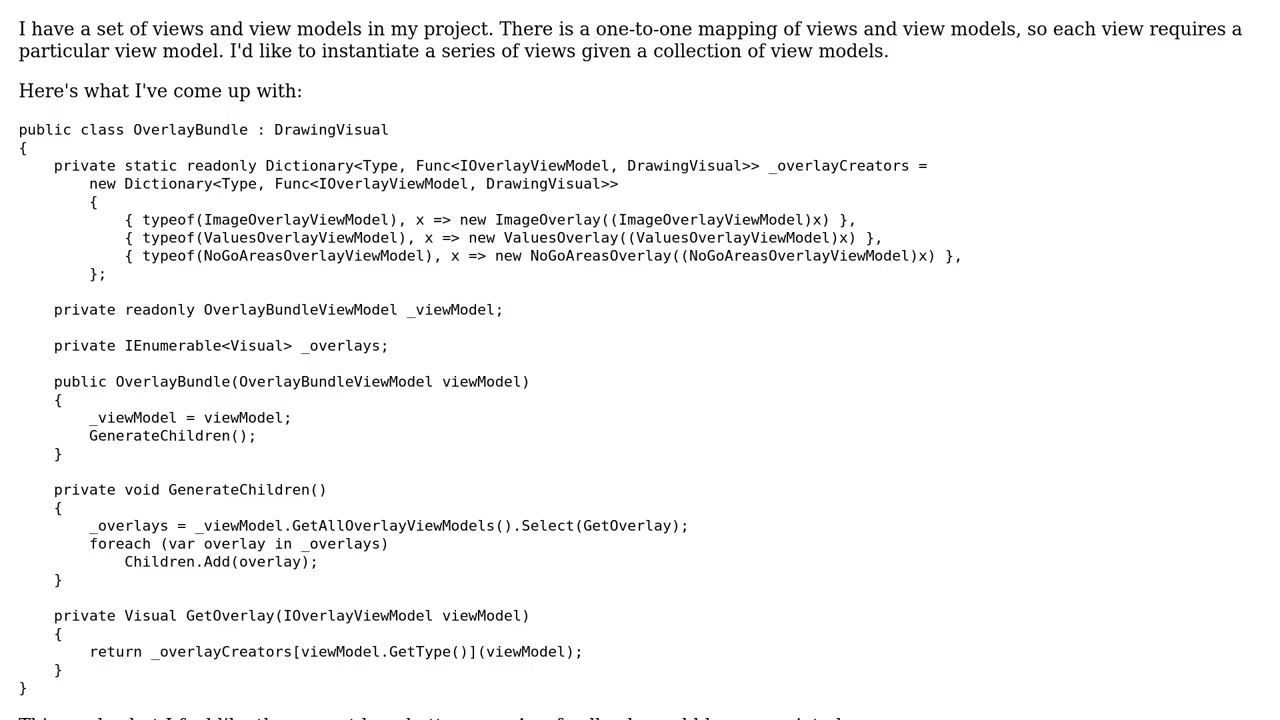 I have a set of views and view models in my project. There is a one-to-one mapping of views and view models, so each view requires a
particular view model. I'd like to instantiate a series of views given a collection of view models.
Here's what I've come up with:
public class OverlayBundle : DrawingVisual
{
    private static readonly Dictionary<Type, Func<IOverlayViewModel, DrawingVisual>> _overlayCreators =
        new Dictionary<Type, Func<IOverlayViewModel, DrawingVisual>>
        {
            { typeof(ImageOverlayViewModel), x => new ImageOverlay((ImageOverlayViewModel)x) },
            { typeof(ValuesOverlayViewModel), x => new ValuesOverlay((ValuesOverlayViewModel)x) },
            { typeof(NoGoAreasOverlayViewModel), x => new NoGoAreasOverlay((NoGoAreasOverlayViewModel)x) },
        };
    private readonly OverlayBundleViewModel _viewModel;
    private IEnumerable<Visual> _overlays;
    public OverlayBundle(OverlayBundleViewModel viewModel)
    {
        _viewModel = viewModel;
        GenerateChildren();
    }
    private void GenerateChildren()
    {
        _overlays = _viewModel.GetAllOverlayViewModels().Select(GetOverlay);
        foreach (var overlay in _overlays)
            Children.Add(overlay);
    }
    private Visual GetOverlay(IOverlayViewModel viewModel)
    {
        return _overlayCreators[viewModel.GetType()](viewModel);
    }
}